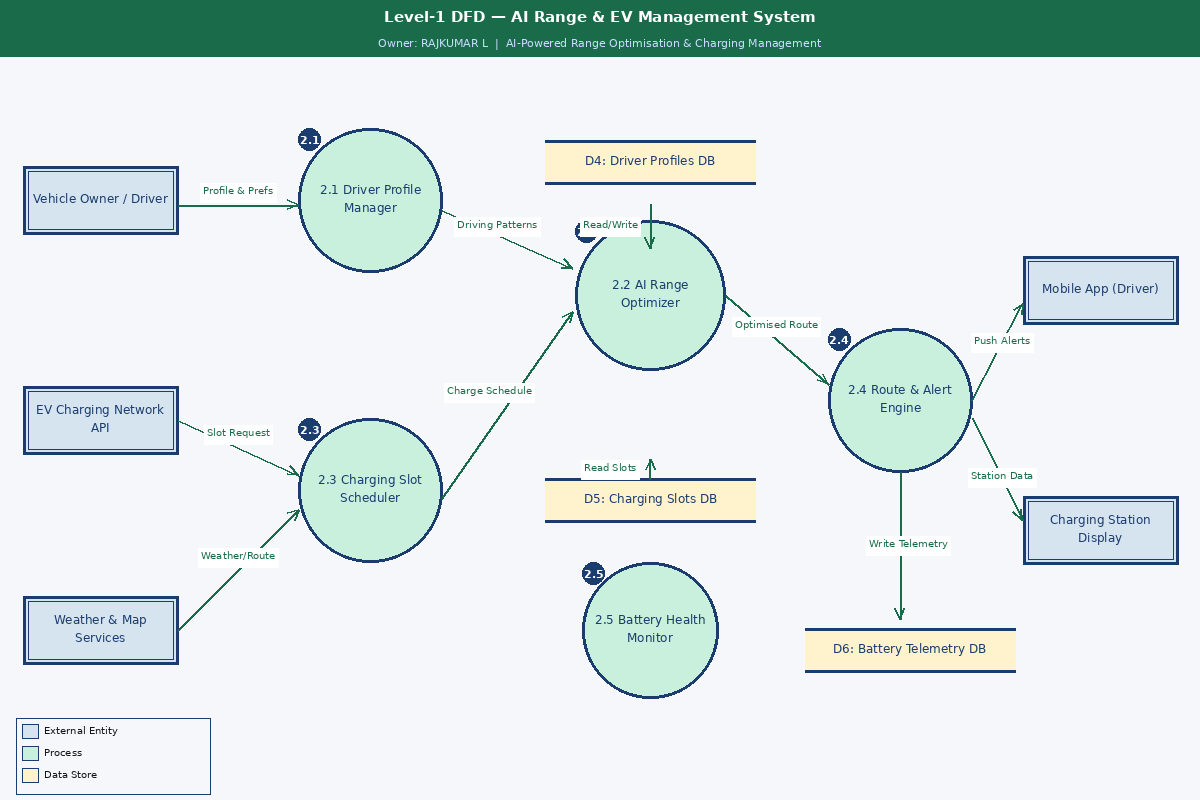 Level-1 DFD — AI Range & EV Management System
Owner: RAJKUMAR L | AI-Powered Range Optimisation & Charging Management
2.1
D4: Driver Profiles DB
Vehicle Owner / Driver
Profile & Prefs
2.1 Driver Profile
Manager
Driving Patterns
Read/Write
2.2 AI Range
Optimizer
Mobile App (Driver)
Optimised Route
2.4
Push Alerts
2.4 Route & Alert
Engine
Charge Schedule
EV Charging Network
API
Slot Request
2.3
2.3 Charging Slot
Scheduler
Read Slots
D5: Charging Slots DB
Station Data
Charging Station
Display
Write Telemetry
Weather/Route
2.5
Weather & Map
Services
2.5 Battery Health
Monitor
D6: Battery Telemetry DB
External Entity
Process
Data Store